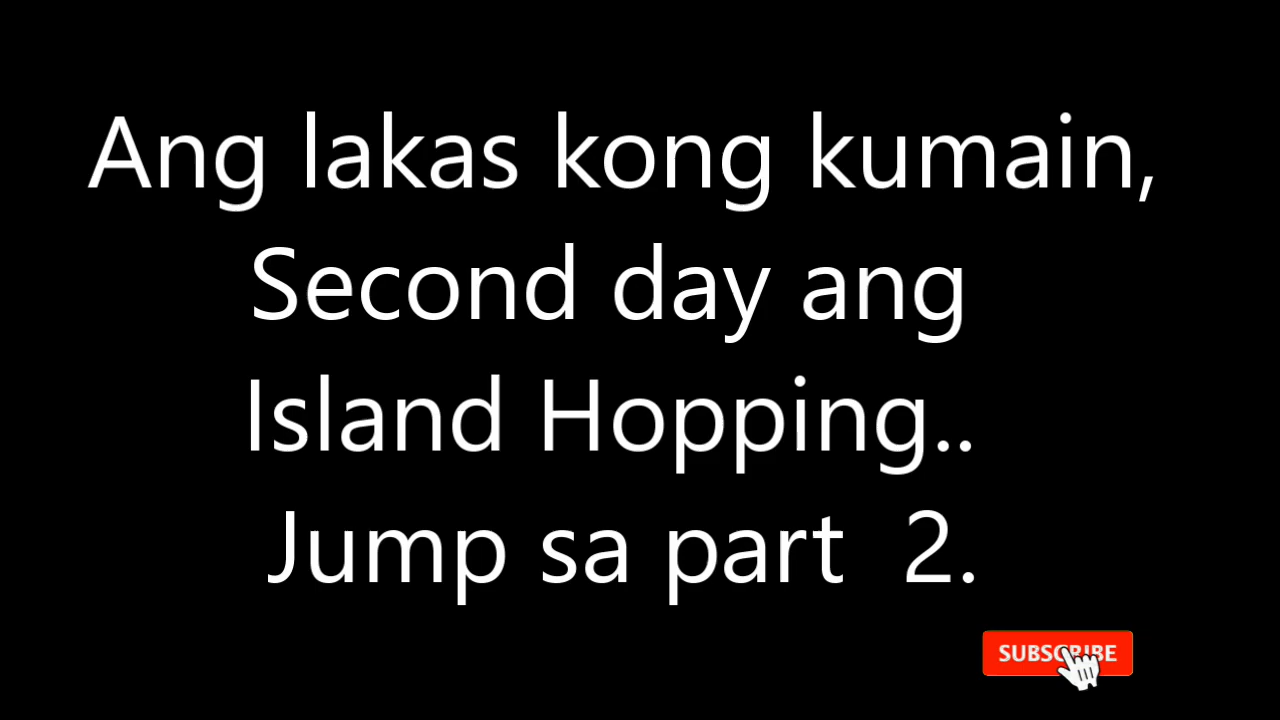 Ang lakas kong kumain,
Second day ang
Island Hopping..
Jump sa part  2.
SUBSCRIBE